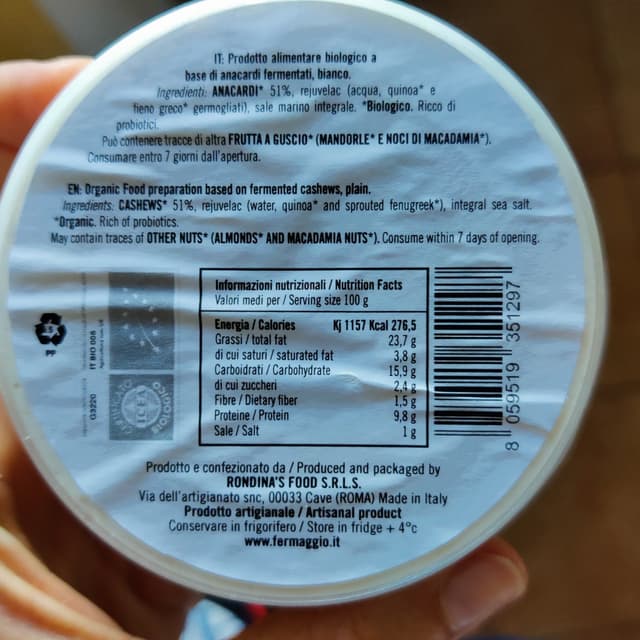 IT: Prodotto alimentare biologico a
base di anacardi fermentati, bianco.
Ingredienti: ANACARDI* 51%, rejuvelac (acqua, quinoa* e
fieno greco* germogliati), sale marino integrale. *Biologico. Ricco di
probiotici.
Può contenere tracce di altra FRUTTA A GUSCIO* (MANDORLE* E NOCI DI MACADAMIA*).
Consumare entro 7 giorni dall'apertura.
EN: Organic Food preparation based on fermented cashews, plain.
Ingredients: CASHEWS* 51%, rejuvelac (water, quinoa* and sprouted fenugreek*), integral sea salt.
*Organic. Rich of probiotics.
May contain traces of OTHER NUTS* (ALMONDS* AND MACADAMIA NUTS*). Consume within 7 days of opening.
PP
IT BIO 006
G3220
ICEA
Informazioni nutrizionali / Nutrition Facts
Valori medi per / Serving size 100 g
Energia / Calories Kj 1157 Kcal 276,5
Grassi / total fat 23,7 g
di cui saturi / saturated fat 3,8 g
Carboidrati / Carbohydrate 15,9 g
di cui zuccheri 2,4 g
Fibre / Dietary fiber 1,5 g
Proteine / Protein 9,8 g
Sale / Salt 1 g
8 059519 351297
Prodotto e confezionato da / Produced and packaged by
RONDINA'S FOOD S.R.L.S.
Via dell'artigianato snc, 00033 Cave (ROMA) Made in Italy
Prodotto artigianale / Artisanal product
Conservare in frigorifero / Store in fridge + 4°c
www.fermaggio.it